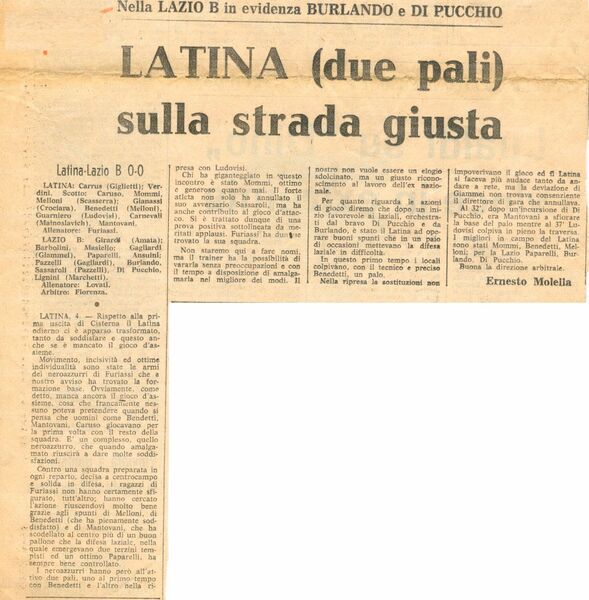 Nella LAZIO B in evidenza BURLANDO e DI PUCCHIO
LATINA (due pali)
sulla strada giusta
Latina-Lazio B 0-0
LATINA: Carrus (Giglietti); Ver-
dini, Scotto; Caruso, Mommi,
Melloni (Scasserra); Gianassi
(Crociara), Benedetti (Melloni),
Guarniero (Ludovisi), Carnevali
(Matnoslavich), Mantovani.
Allenatore: Furiassi.
LAZIO B: Girardi (Amata);
Barbolini, Masiello; Gagliardi
(Giammei), Paparelli, Ansuini;
Pazzelli (Gagliardi), Burlando,
Sassaroli (Pazzelli), Di Pucchio,
Lignini (Marchetti).
Allenatore: Lovati.
Arbitro: Fiorenza.
LATINA, 4. — Rispetto alla pri-
ma uscita di Cisterna il Latina
odierno ci è apparso trasformato,
tanto da soddisfare e questo an-
che se è mancato il gioco d'as-
sieme.
Movimento, incisività ed ottime
individualità sono state le armi
dei neroazzurri di Furiassi che a
nostro avviso ha trovato la for-
mazione base. Ovviamente, come
detto, manca ancora il gioco d'as-
sieme, cosa che francamente nes-
suno poteva pretendere quando si
pensa che uomini come Bendetti,
Mantovani, Caruso giocavano per
la prima volta con il resto della
squadra. E' un complesso, quello
neroazzurro, che quando amalga-
mato riuscirà a dare molte soddi-
sfazioni.
Contro una squadra preparata in
ogni reparto, decisa a centrocampo
e solida in difesa, i ragazzi di
Furiassi non hanno certamente sfi-
gurato, tutt'altro; hanno cercato
l'azione riuscendovi molto bene
grazie agli spunti di Melloni, di
Benedetti (che ha pienamente sod-
disfatto) e di Mantovani, che ha
scodellato al centro più di un buon
pallone che la difesa laziale, nella
quale emergevano due terzini tem-
pisti ed un ottimo Paparelli, ha
sempre bene controllato.
I neroazzurri hanno però all'at-
tivo due pali, uno al primo tempo
con Benedetti e l'altro nella ri-
presa con Ludovisi.
Chi ha giganteggiato in questo
incontro è stato Mommi, ottimo
e generoso quanto mai. Il forte
atleta non solo ha annullato il
suo avversario Sassaroli, ma ha
anche contribuito al gioco d'attac-
co. Si è trattato dunque di una
prova positiva sottolineata da me-
ritati applausi. Furiassi ha dunque
trovato la sua squadra.
Non stiamo qui a fare nomi,
ma il trainer ha la possibilità di
vararla senza preoccupazioni e con
il tempo a disposizione di amal-
gamarla nel migliore dei modi. Il
nostro non vuole essere un elogio
sdolcinato, ma un giusto riconosci-
mento al lavoro dell'ex nazio-
nale.
Per quanto riguarda le azioni
di gioco diremo che dopo un ini-
zio favorevole ai laziali, orchestra-
ti dal bravo Di Pucchio e da
Burlando, è stato il Latina ad ope-
rare buoni spunti che in un paio
di occasioni mettevano la difesa
laziale in difficoltà.
In questo primo tempo i locali
colpivano, con il tecnico e preciso
Benedetti, un palo.
Nella ripresa le sostituzioni non
impoverivano il gioco ed il Latina
si faceva più audace tanto da an-
dare a rete, ma la deviazione di
Giammei non trovava consenziente
il direttore di gara che annullava.
Al 32', dopo un'incursione di Di
Pucchio, era Mantovani a sfiorare
la base del palo mentre al 37' Lu-
dovisi colpiva in pieno la traversa.
I migliori in campo del Latina
sono stati Mommi, Benedetti, Mel-
loni; per la Lazio Paparelli, Bur-
lando, Di Pucchio.
Buona la direzione arbitrale.
Ernesto Molella